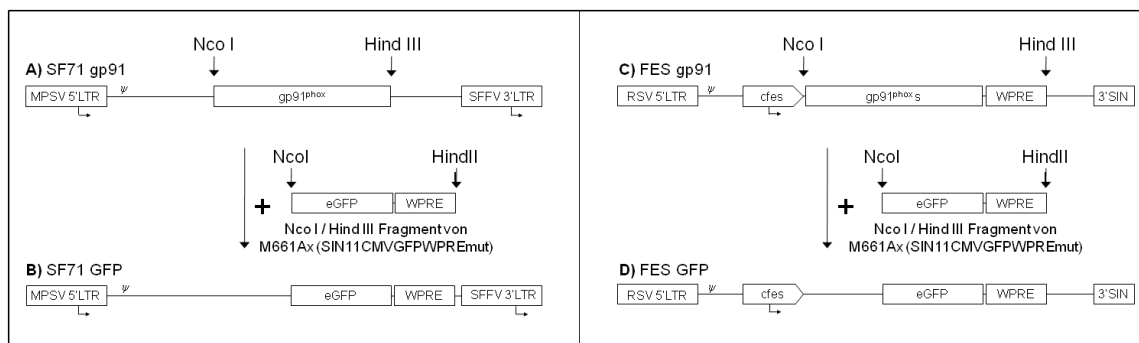 Nco I Hind III
A) SF71 gp91
MPSV 5'LTR ψ gp91phox SFFV 3'LTR
NcoI HindII
+ eGFP WPRE
Nco I / Hind III Fragment von
M661Ax (SIN11CMVGFPWPREmut)
B) SF71 GFP
MPSV 5'LTR ψ eGFP WPRE SFFV 3'LTR
Nco I Hind III
C) FES gp91
RSV 5'LTR ψ cfes gp91phox s WPRE 3'SIN
NcoI HindII
+ eGFP WPRE
Nco I / Hind III Fragment von
M661Ax (SIN11CMVGFPWPREmut)
D) FES GFP
RSV 5'LTR ψ cfes eGFP WPRE 3'SIN